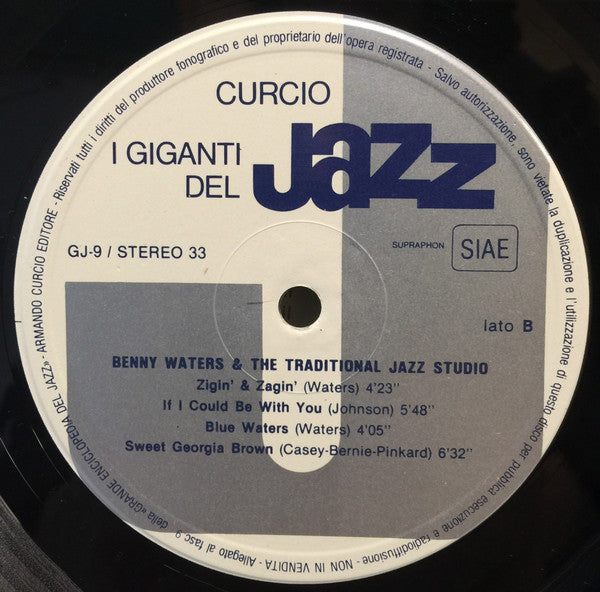 CURCIO
I GIGANTI
DEL
Jazz
GJ-9 / STEREO 33
SUPRAPHON
SIAE
lato B
BENNY WATERS & THE TRADITIONAL JAZZ STUDIO
Zigin' & Zagin' (Waters) 4'23"
If I Could Be With You (Johnson) 5'48"
Blue Waters (Waters) 4'05"
Sweet Georgia Brown (Casey-Bernie-Pinkard) 6'32"
Allegato al fasc. 9 della «GRANDE ENCICLOPEDIA DEL JAZZ» - ARMANDO CURCIO EDITORE - Riservati tutti i diritti del produttore fonografico e del proprietario dell'opera registrata - Salvo autorizzazione, sono vietate la duplicazione e l'utilizzazione di questo disco per pubblica esecuzione e radiodiffusione - NON IN VENDITA -